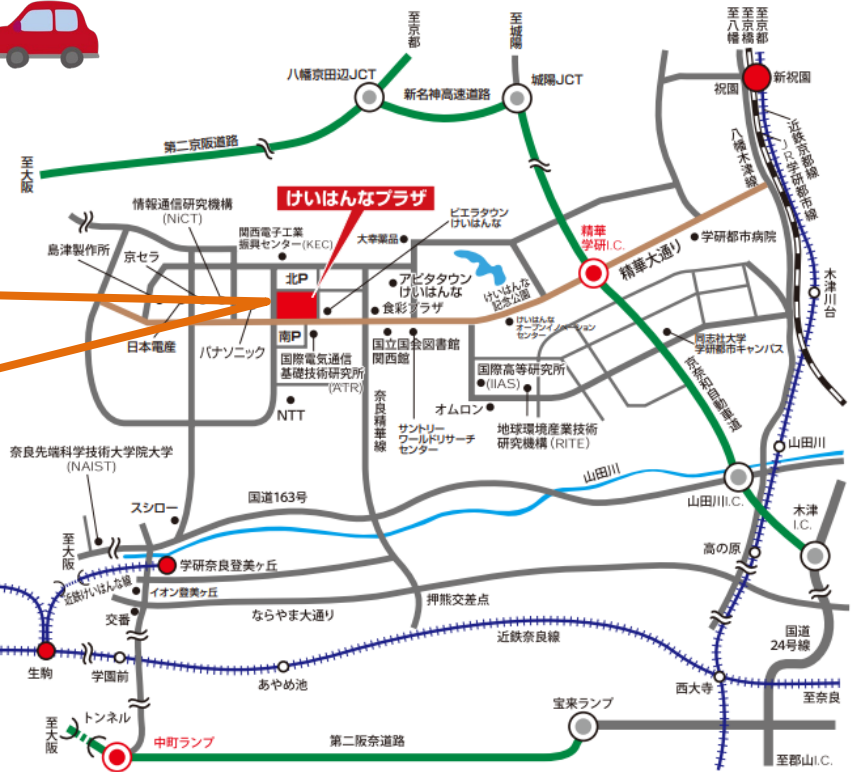 至京都
至城陽
至八幡
至京橋
至京都
八幡京田辺JCT
新名神高速道路
城陽JCT
祝園
新祝園
第二京阪道路
至大阪
八幡木津線
近鉄京都線
JR学研都市線
情報通信研究機構
(NiCT)
けいはんなプラザ
関西電子工業
振興センター(KEC)
大幸薬品
ピエラタウン
けいはんな
精華
学研I.C.
精華大通り
学研都市病院
島津製作所
京セラ
北P
アピタタウン
けいはんな
食彩プラザ
けいはんな
記念公園
木津川台
けいはんな
オープンイノベーション
センター
日本電産
パナソニック
南P
国際電気通信
基礎技術研究所
(ATR)
国立国会図書館
関西館
同志社大学
学研都市キャンパス
国際高等研究所
(IIAS)
京奈和自動車道
NTT
奈良精華線
オムロン
サントリー
ワールドリサーチ
センター
地球環境産業技術
研究機構(RITE)
奈良先端科学技術大学院大学
(NAIST)
山田川
山田川
国道163号
山田川I.C.
木津
I.C.
スシロー
至大阪
高の原
学研奈良登美ヶ丘
近鉄けいはんな線
イオン登美ヶ丘
交番
ならやま大通り
押熊交差点
近鉄奈良線
国道
24号線
生駒
学園前
あやめ池
西大寺
至奈良
宝来ランプ
至大阪
トンネル
中町ランプ
第二阪奈道路
至郡山I.C.